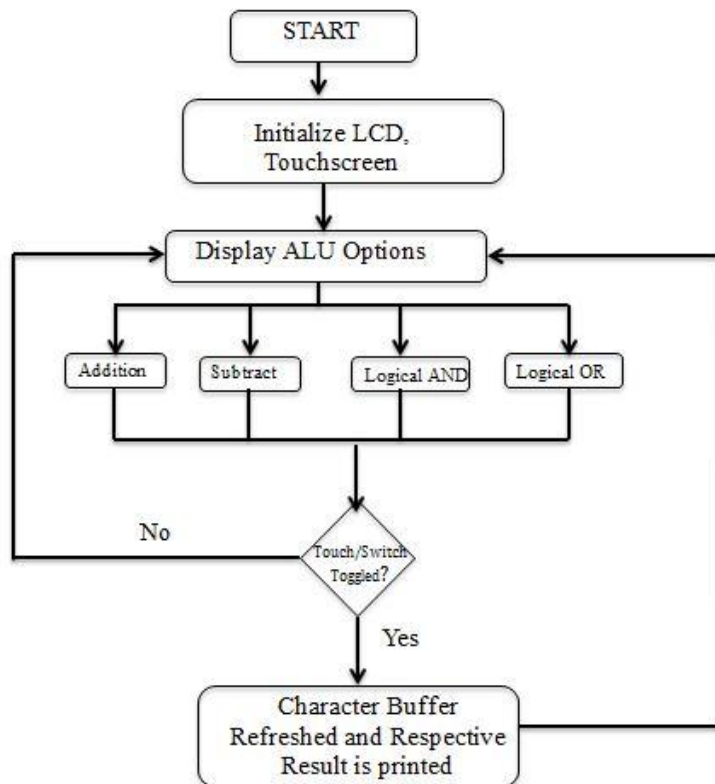 START
Initialize LCD,
Touchscreen
Display ALU Options
Addition
Subtract
Logical AND
Logical OR
No
Touch/Switch
Toggled?
Yes
Character Buffer
Refreshed and Respective
Result is printed